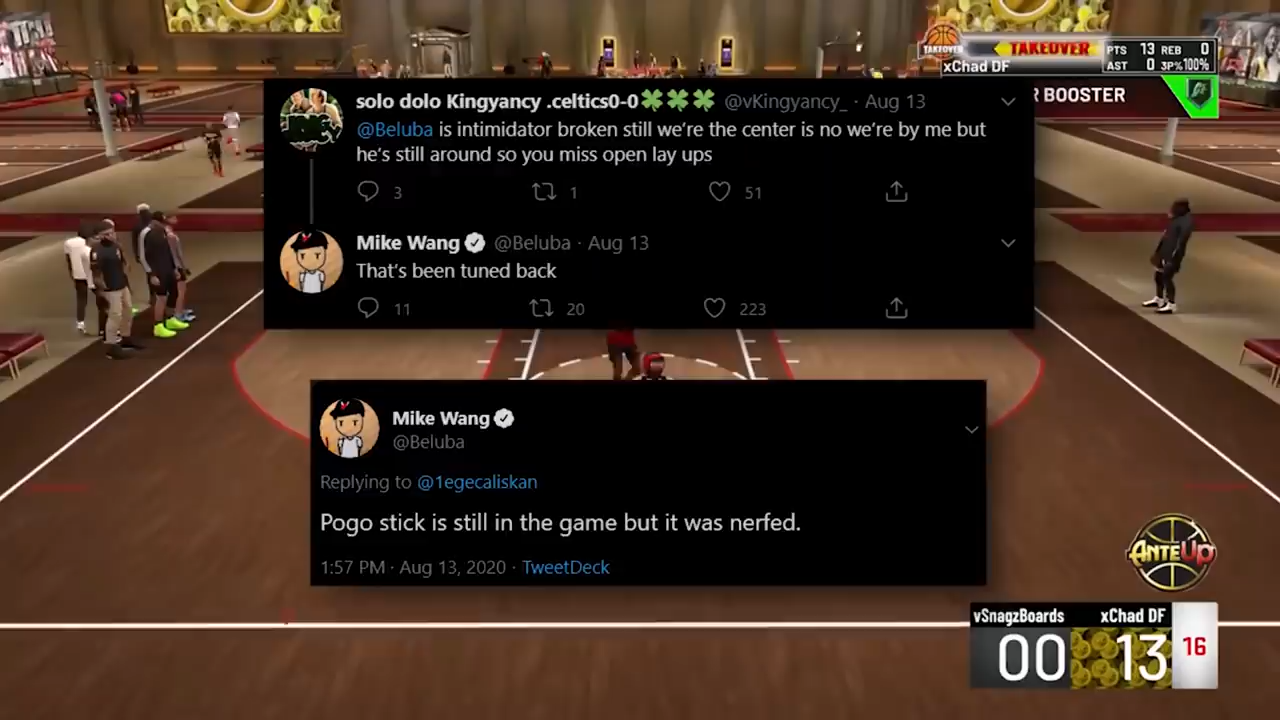 TAKEOVER
TAKEOVER
PTS 13 REB 0
xChad DF
AST 0 3P% 100%
R BOOSTER
solo dolo Kingyancy .celtics0-0🍀🍀🍀 @vKingyancy_ · Aug 13
@Beluba is intimidator broken still we're the center is no we're by me but
he's still around so you miss open lay ups
3 1 51
Mike Wang @Beluba · Aug 13
That's been tuned back
11 20 223
Mike Wang
@Beluba
Replying to @1egecaliskan
Pogo stick is still in the game but it was nerfed.
1:57 PM · Aug 13, 2020 · TweetDeck
ANTE UP
vSnagzBoards xChad DF
00 13 16